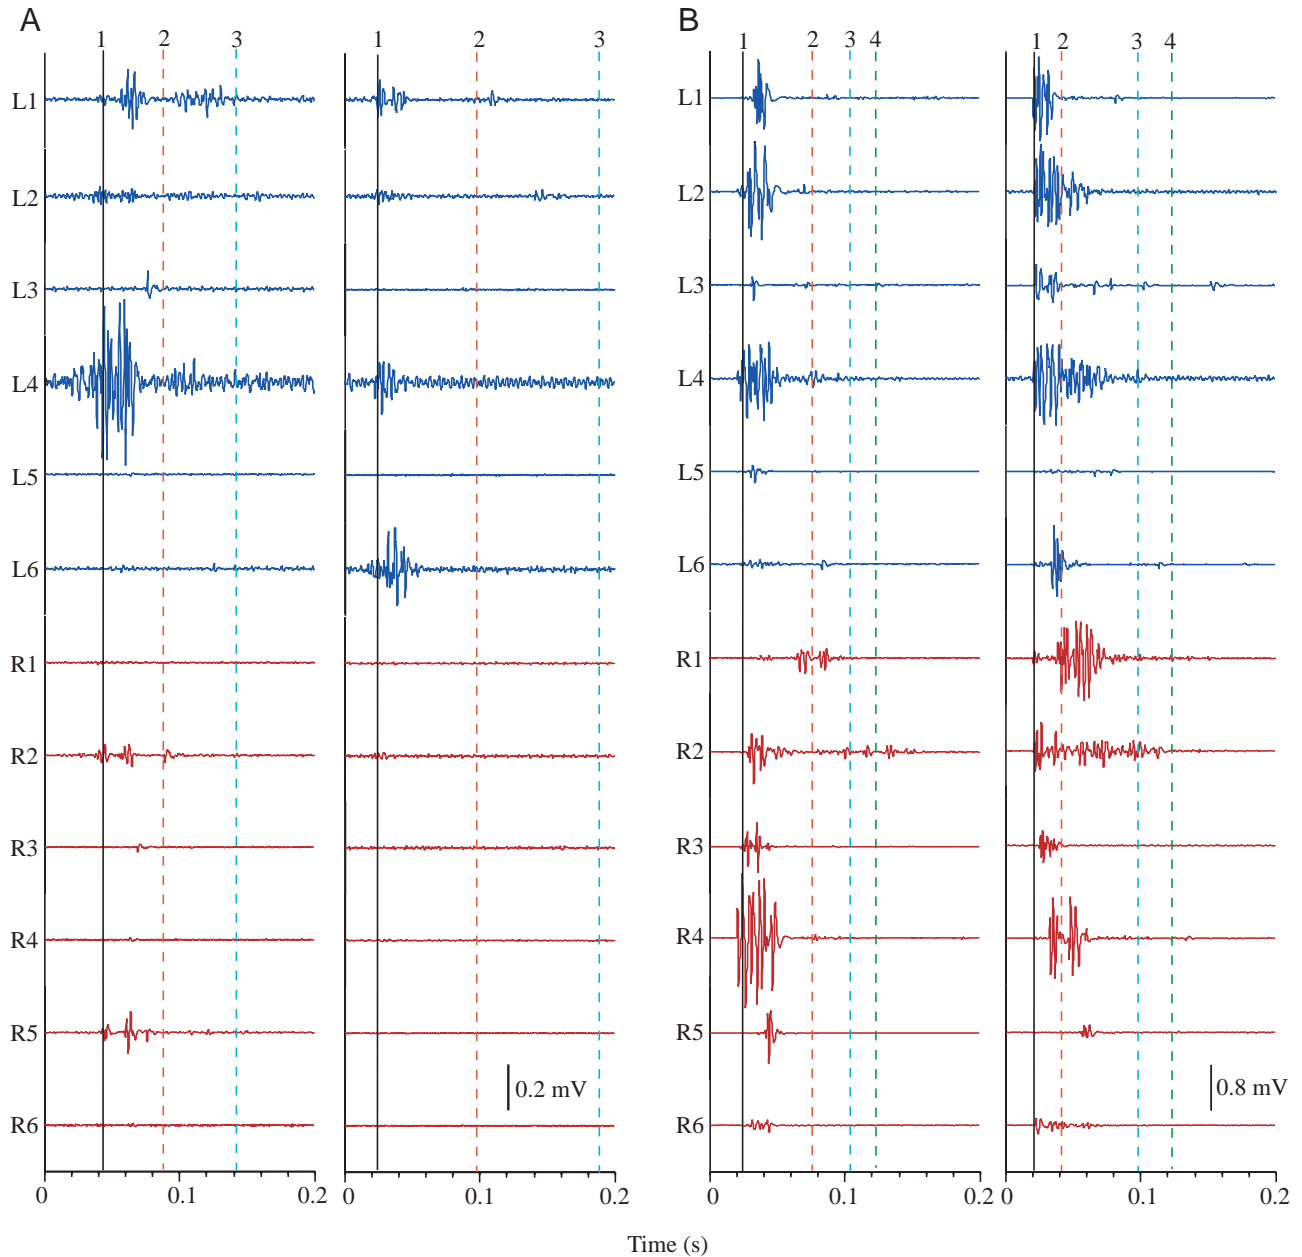 A B
1 2 3 1 2 3 1 2 3 4 1 2 3 4
L1 L1
L2 L2
L3 L3
L4 L4
L5 L5
L6 L6
R1 R1
R2 R2
R3 R3
R4 R4
R5 R5
0.2 mV 0.8 mV
R6 R6
0 0.1 0.2 0 0.1 0.2 0 0.1 0.2 0 0.1 0.2
Time (s)